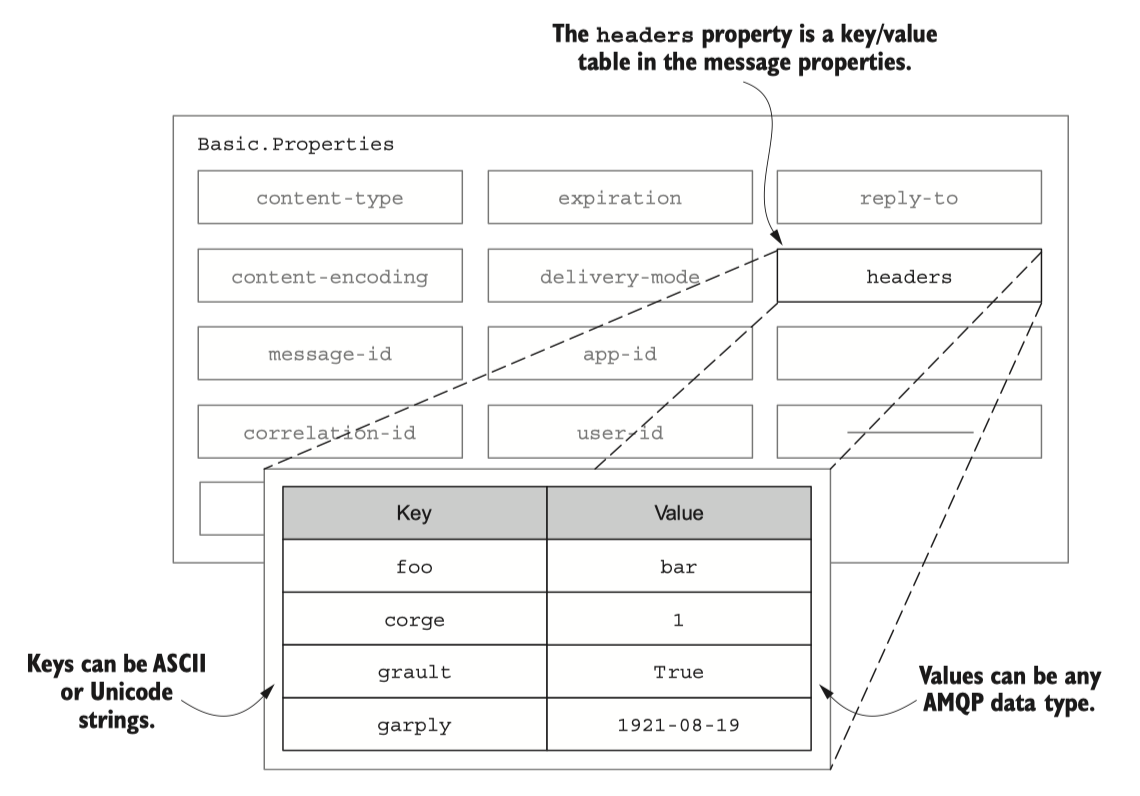 The headers property is a key/value
table in the message properties.
Basic.Properties
content-type
expiration
reply-to
content-encoding
delivery-mode
headers
message-id
app-id
correlation-id
user-id
Key
Value
foo
bar
corge
1
grault
True
garply
1921-08-19
Keys can be ASCII
or Unicode
strings.
Values can be any
AMQP data type.